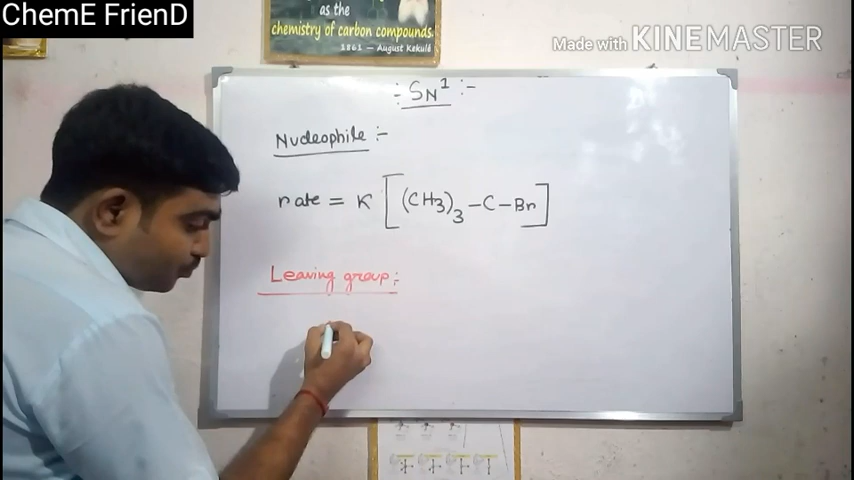 ChemE FrienD
as the
chemistry of carbon compounds.
1861 — August Kekulé
Made with KINEMASTER
:- SN1 :-
Nucleophile :-
rate = K [(CH3)3-C-Br]
Leaving group:-